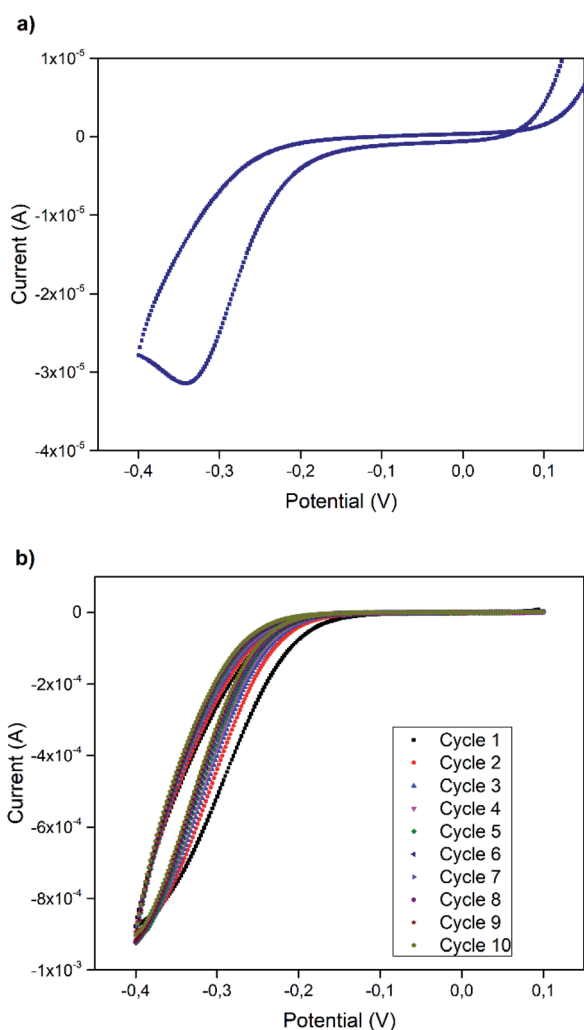 a)
1x10⁻⁵
0
-1x10⁻⁵
-2x10⁻⁵
-3x10⁻⁵
-4x10⁻⁵
Current (A)
-0,4 -0,3 -0,2 -0,1 0,0 0,1
Potential (V)
b)
0
-2x10⁻⁴
-4x10⁻⁴
-6x10⁻⁴
-8x10⁻⁴
-1x10⁻³
Current (A)
Cycle 1
Cycle 2
Cycle 3
Cycle 4
Cycle 5
Cycle 6
Cycle 7
Cycle 8
Cycle 9
Cycle 10
-0,4 -0,3 -0,2 -0,1 0,0 0,1
Potential (V)